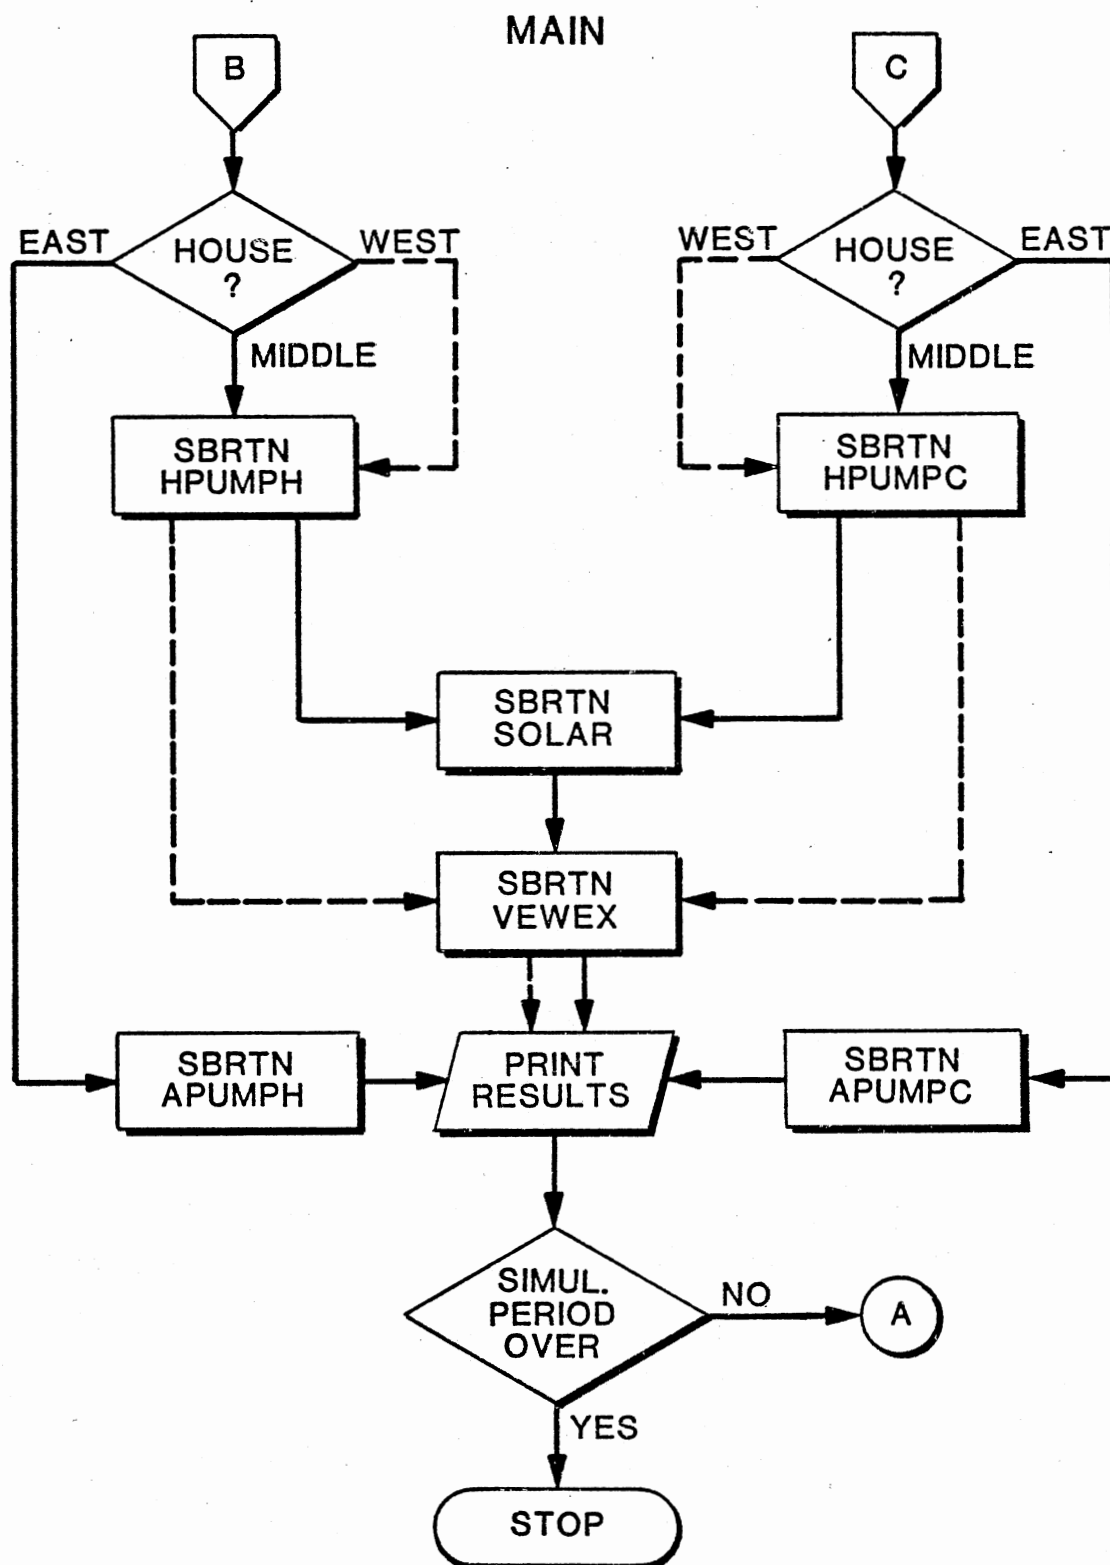 MAIN
B
C
EAST
HOUSE
?
WEST
WEST
HOUSE
?
EAST
MIDDLE
MIDDLE
SBRTN
HPUMPH
SBRTN
HPUMPC
SBRTN
SOLAR
SBRTN
VEWEX
SBRTN
APUMPH
PRINT
RESULTS
SBRTN
APUMPC
SIMUL.
PERIOD
OVER
NO
A
YES
STOP